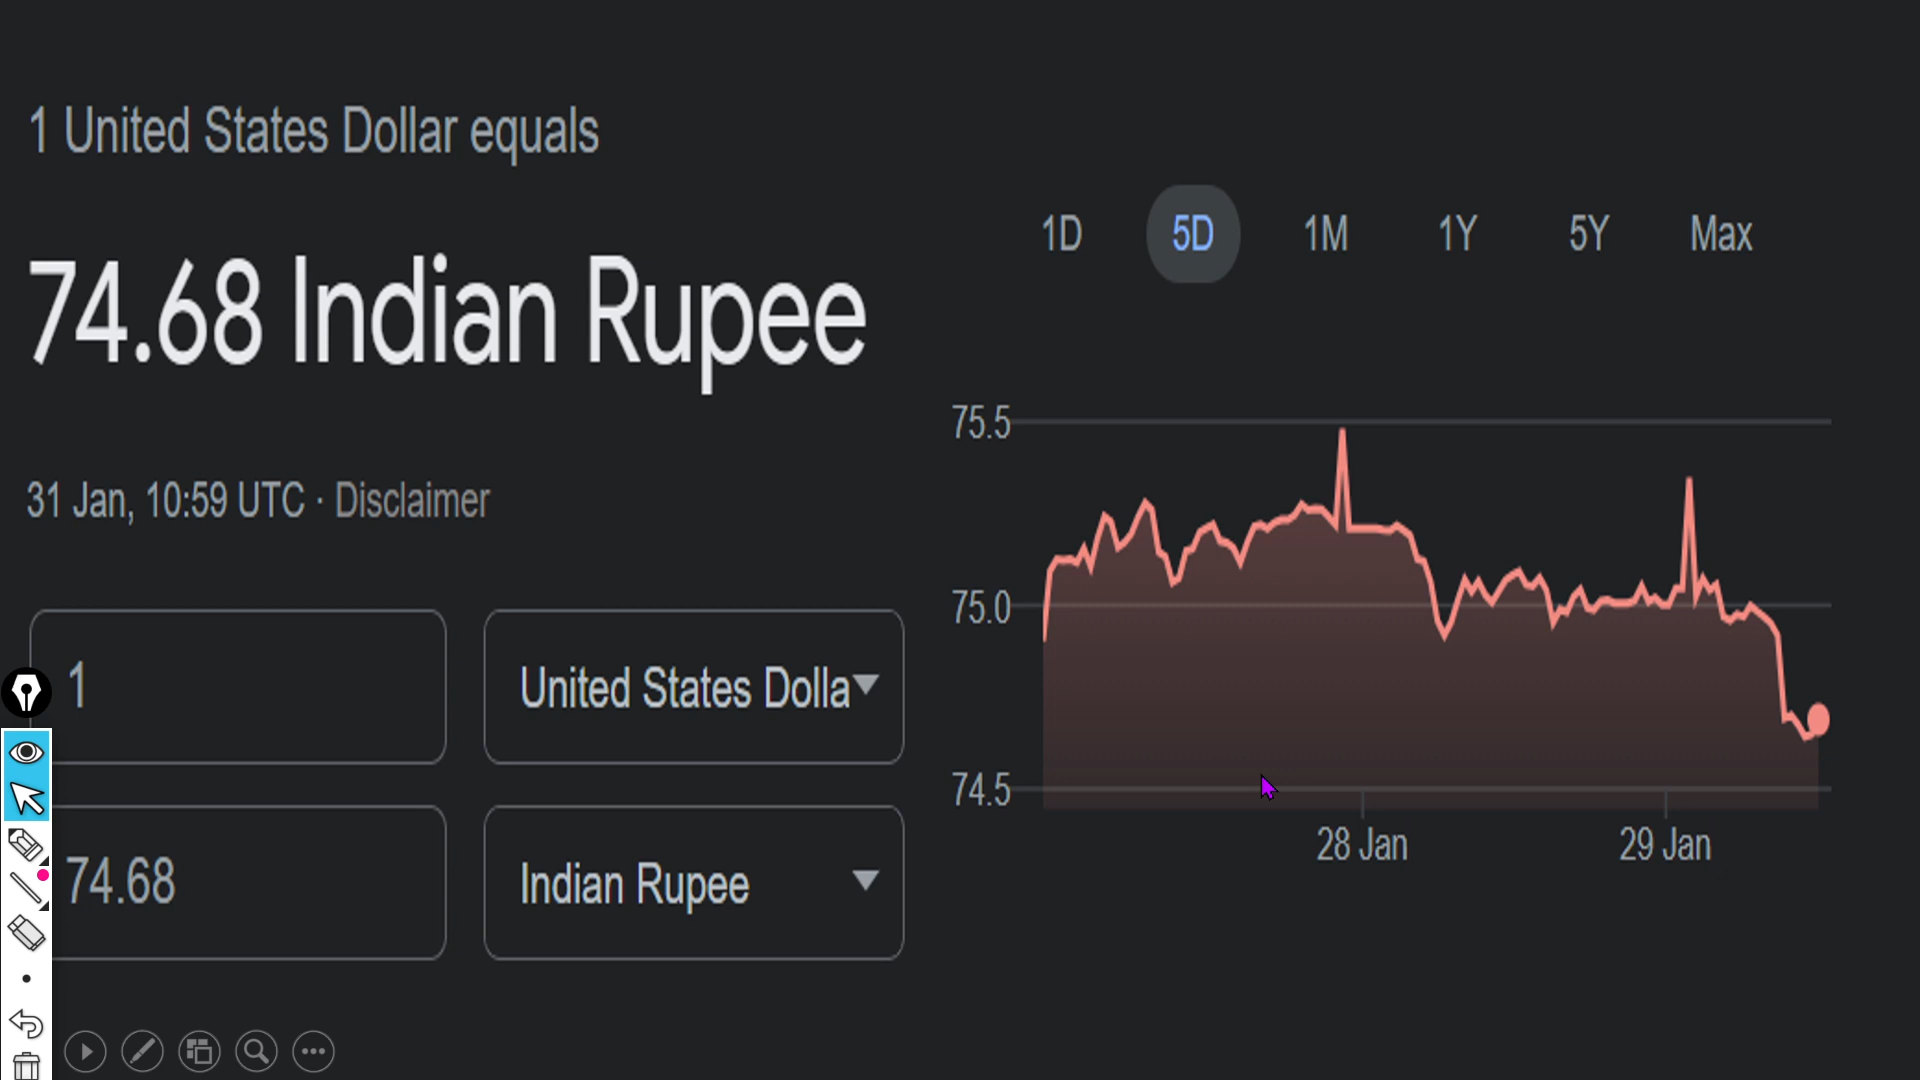 1 United States Dollar equals
74.68 Indian Rupee
31 Jan, 10:59 UTC · Disclaimer
1
United States Dolla
74.68
Indian Rupee
1D 5D 1M 1Y 5Y Max
75.5
75.0
74.5
28 Jan 29 Jan